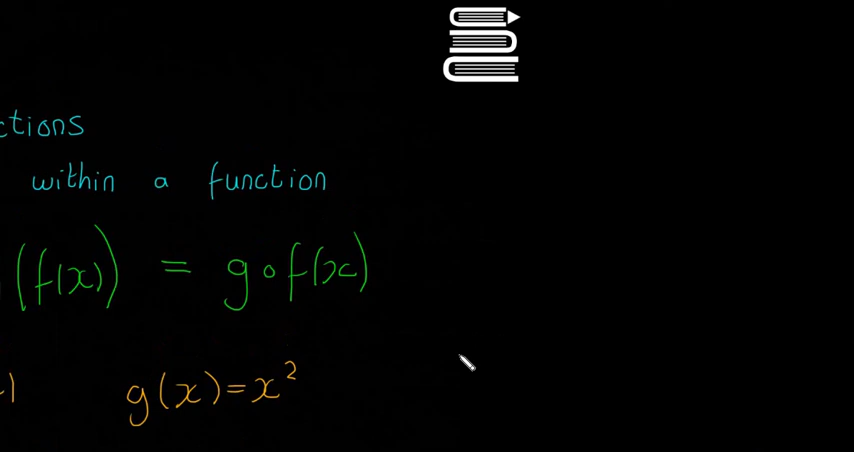 ctions
within a function
(f(x)) = g∘f(x)
g(x)=x²